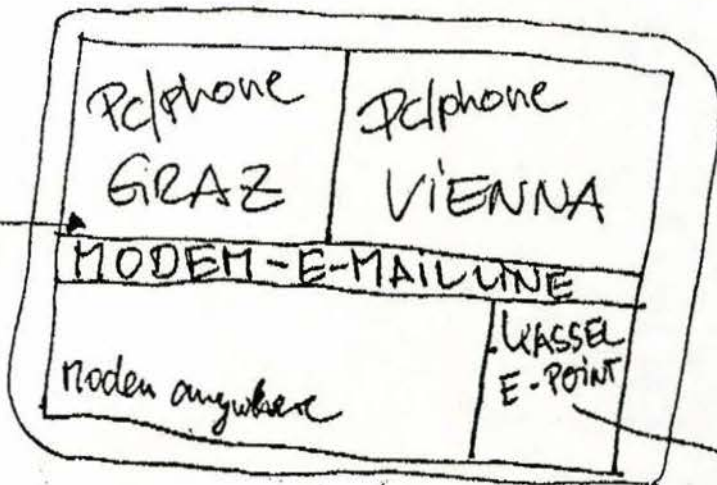 Pc/phone
GRAZ
Pc/phone
VIENNA
MODEM-E-MAILLINE
KASSEL
E-POINT
Modem anywhere